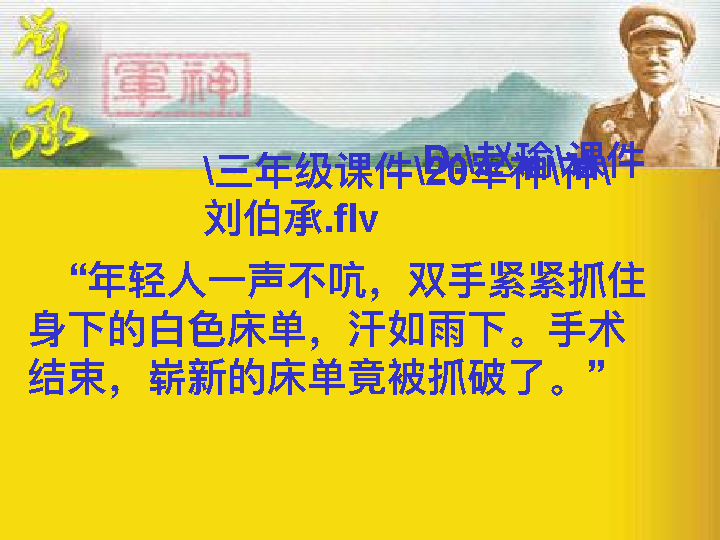 劉伯承
軍神
D:\赵瑜\课件
\三年级课件\20军神\神\
刘伯承.flv
“年轻人一声不吭，双手紧紧抓住
身下的白色床单，汗如雨下。手术
结束，崭新的床单竟被抓破了。”